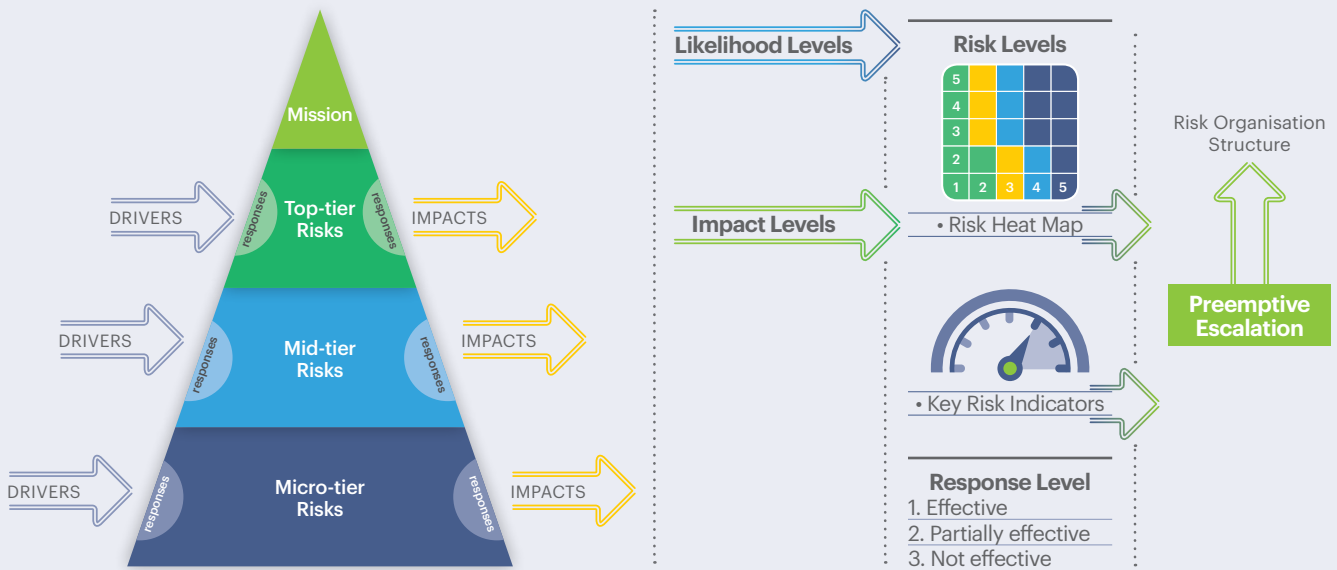 Mission
DRIVERS
responses
Top-tier
Risks
responses
IMPACTS
DRIVERS
responses
Mid-tier
Risks
responses
IMPACTS
DRIVERS
responses
Micro-tier
Risks
responses
IMPACTS
Likelihood Levels
Impact Levels
Risk Levels
5
4
3
2
1 2 3 4 5
• Risk Heat Map
• Key Risk Indicators
Response Level
1. Effective
2. Partially effective
3. Not effective
Risk Organisation
Structure
Preemptive
Escalation